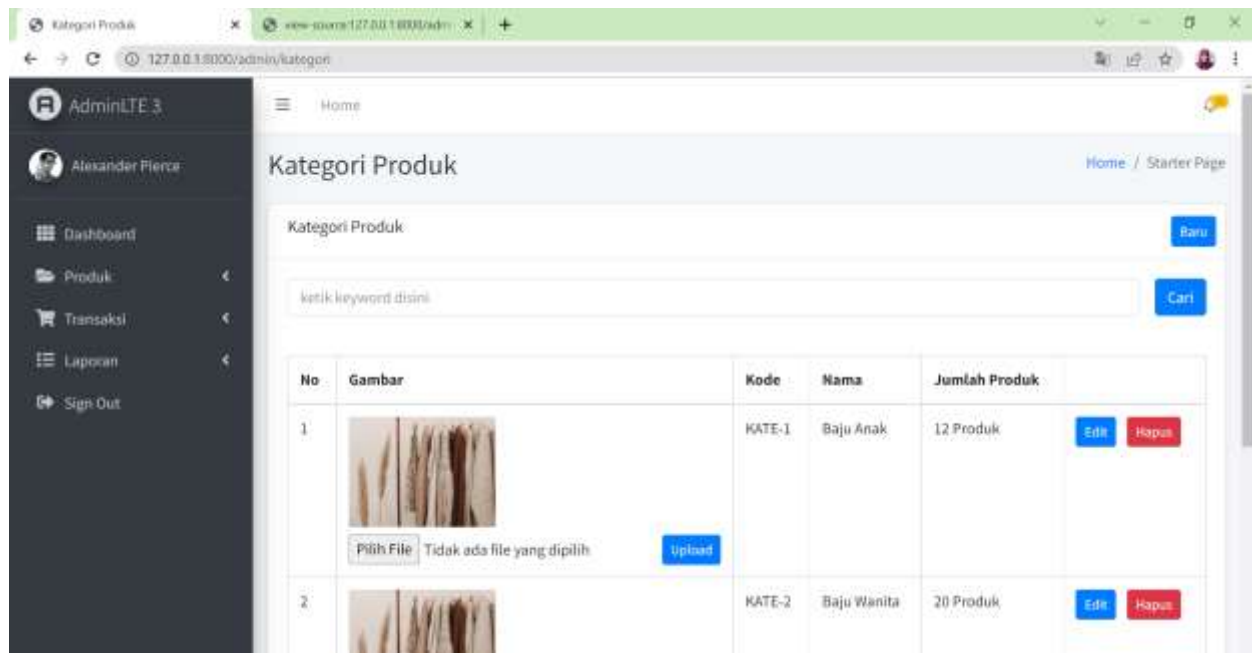 Kategori Produk
127.0.0.1:8000/admin/kategori
AdminLTE 3
Home
Alexander Pierce
Kategori Produk
Home / Starter Page
Dashboard
Kategori Produk
Baru
Produk
ketik keyword disini
Cari
Transaksi
Laporan
Sign Out
No Gambar Kode Nama Jumlah Produk
1 KATE-1 Baju Anak 12 Produk Edit Hapus
Pilih File Tidak ada file yang dipilih Upload
2 KATE-2 Baju Wanita 20 Produk Edit Hapus